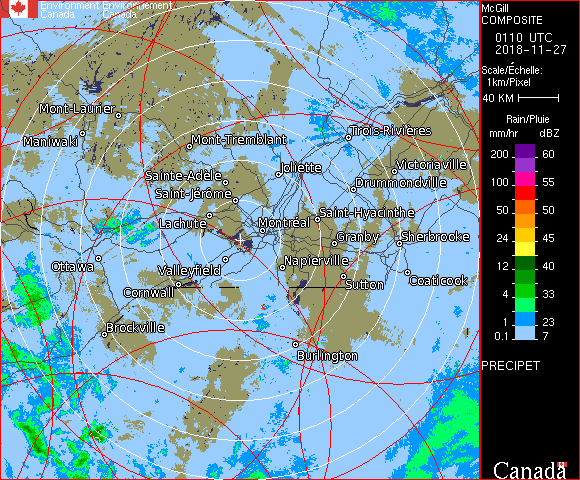 Environment Environnement
Canada Canada
McGill
COMPOSITE
0110 UTC
2018-11-27
Scale/Échelle:
1km/Pixel
40 KM
Rain/Pluie
mm/hr dBZ
200 60
100 55
50 50
24 45
12 40
4 33
1 23
0.1 7
PRECIPET
Canada
Mont-Laurier
Maniwaki
Mont-Tremblant
Trois-Rivières
Joliette
Victoriaville
Sainte-Adèle
Drummondville
Saint-Jérôme
Lachute
Saint-Hyacinthe
Montréal
Granby
Sherbrooke
Ottawa
Valleyfield
Napierville
Cornwall
Sutton
Coaticook
Brockville
Burlington